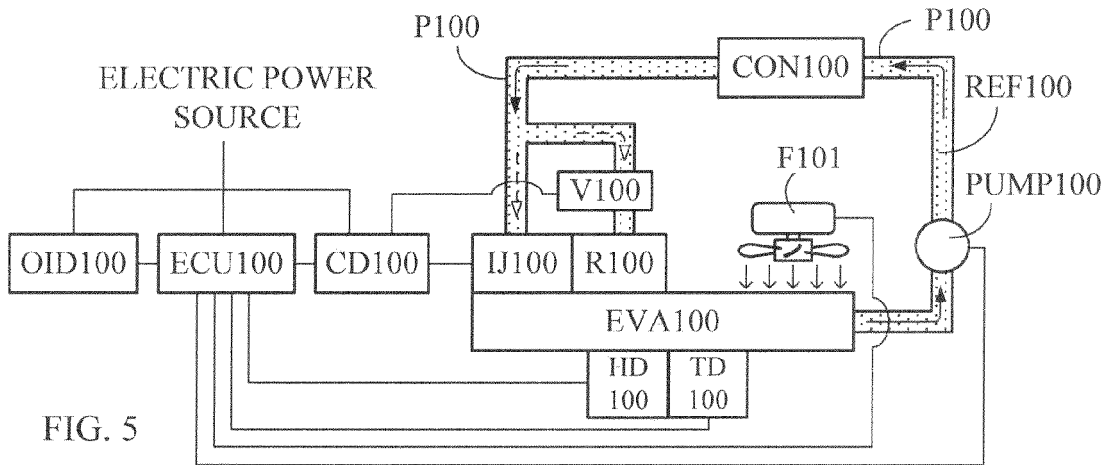 P100
P100
CON100
ELECTRIC POWER
SOURCE
REF100
F101
PUMP100
V100
OID100
ECU100
CD100
IJ100
R100
EVA100
HD
100
TD
100
FIG. 5